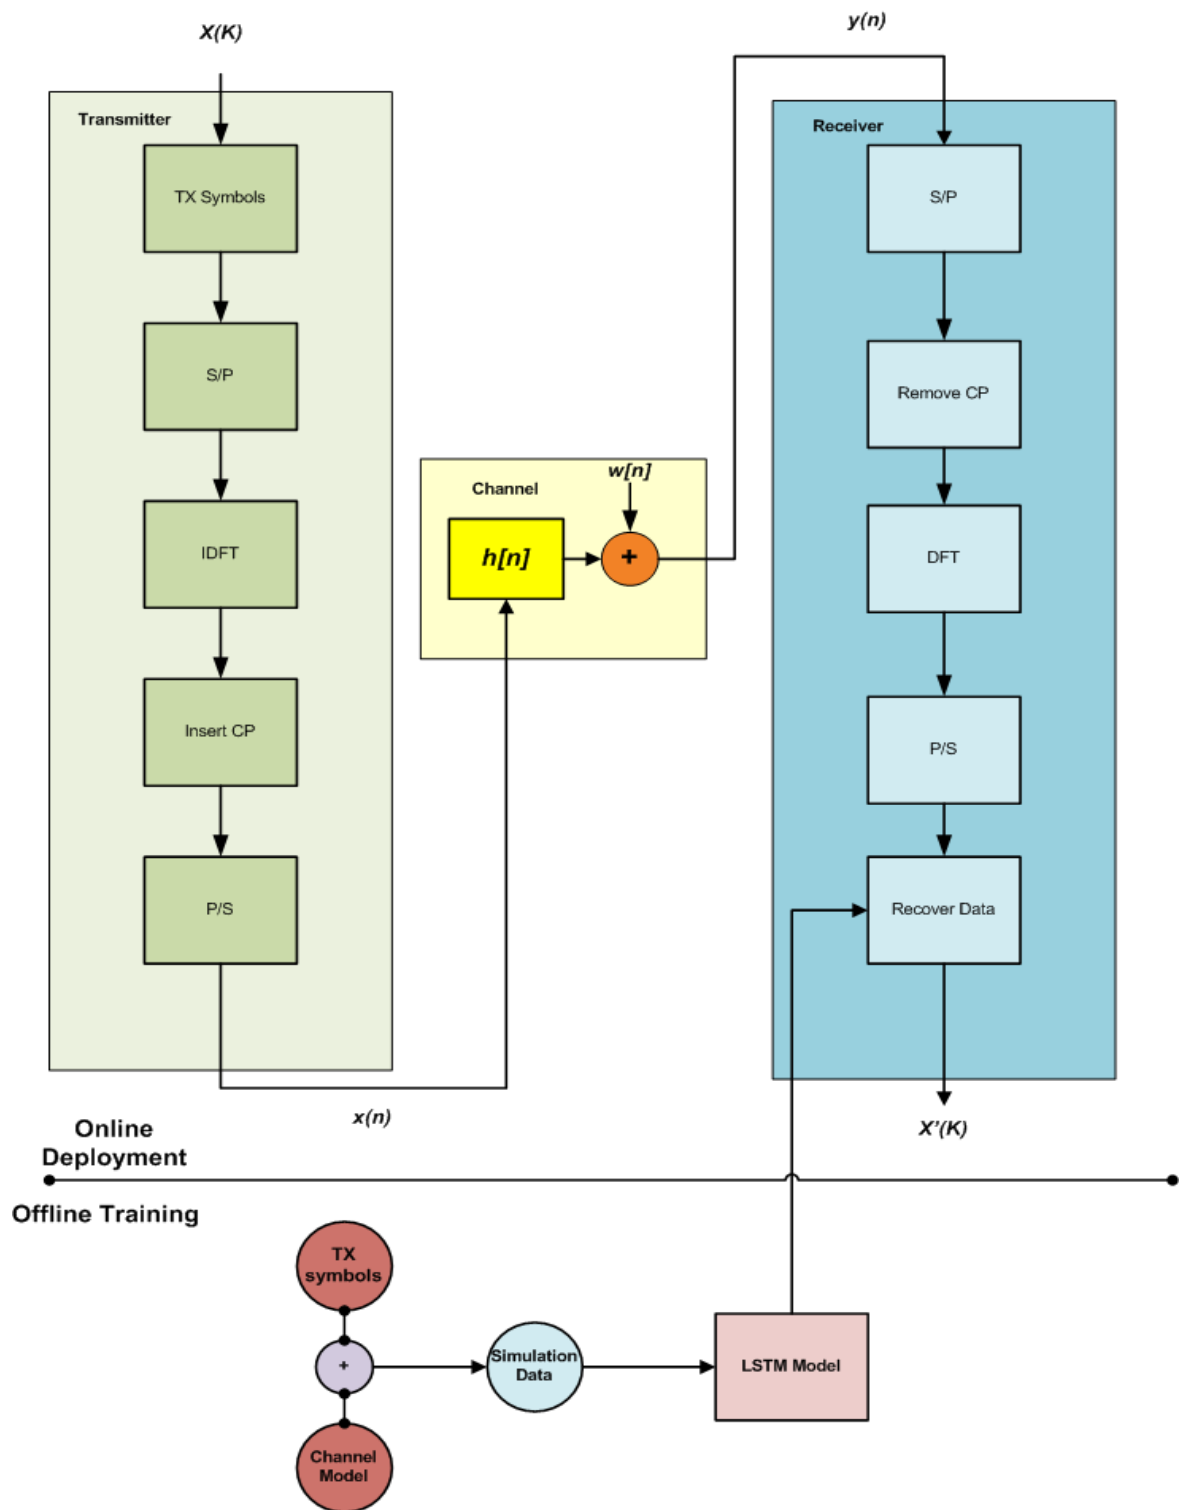 X(K)
Transmitter
TX Symbols
S/P
IDFT
Insert CP
P/S
x(n)
Channel
w[n]
h[n]
+
y(n)
Receiver
S/P
Remove CP
DFT
P/S
Recover Data
X'(K)
Online
Deployment
Offline Training
TX
symbols
+
Channel
Model
Simulation
Data
LSTM Model